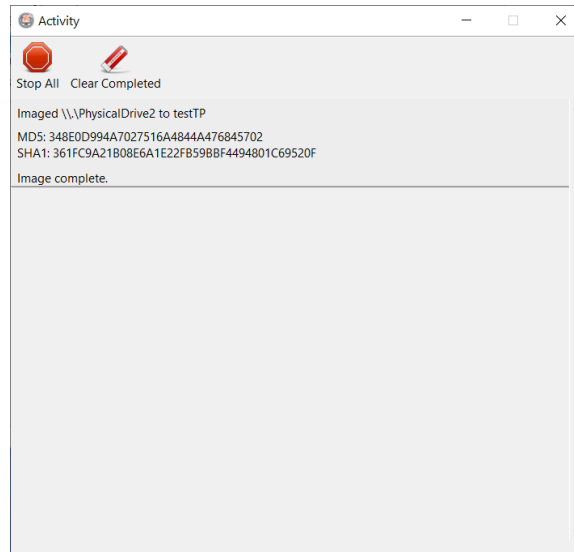 Activity
Stop All Clear Completed
Imaged \\.\PhysicalDrive2 to testTP
MD5: 348E0D994A7027516A4844A476845702
SHA1: 361FC9A21B08E6A1E22FB59BBF4494801C69520F
Image complete.